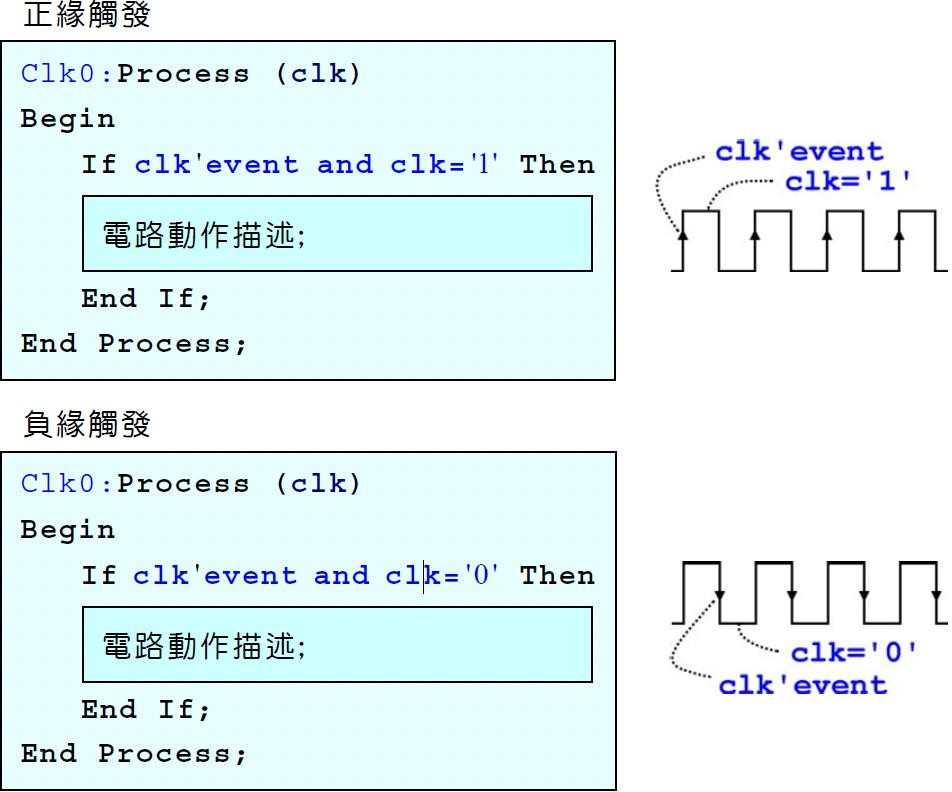 正緣觸發
Clk0:Process (clk)
Begin
If clk'event and clk='1' Then
電路動作描述;
End If;
End Process;
clk'event
clk='1'
負緣觸發
Clk0:Process (clk)
Begin
If clk'event and clk='0' Then
電路動作描述;
End If;
End Process;
clk='0'
clk'event